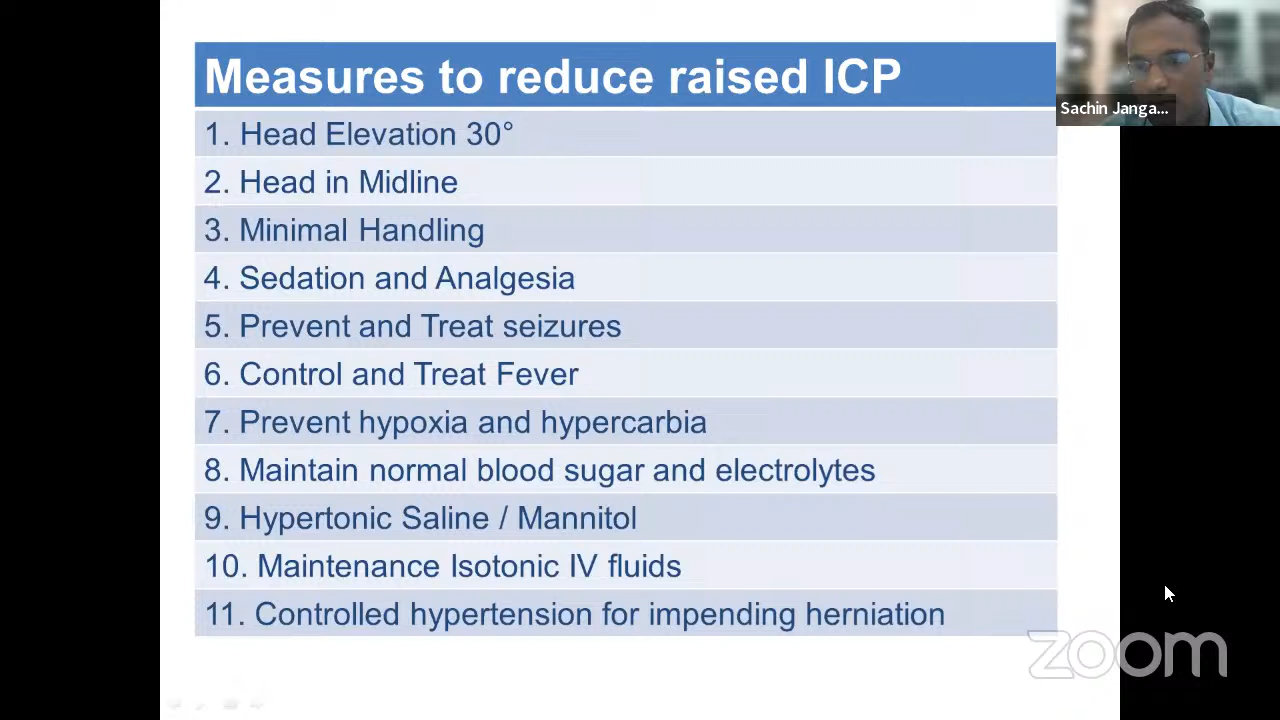 Measures to reduce raised ICP
1. Head Elevation 30°
2. Head in Midline
3. Minimal Handling
4. Sedation and Analgesia
5. Prevent and Treat seizures
6. Control and Treat Fever
7. Prevent hypoxia and hypercarbia
8. Maintain normal blood sugar and electrolytes
9. Hypertonic Saline / Mannitol
10. Maintenance Isotonic IV fluids
11. Controlled hypertension for impending herniation
Sachin Janga...
zoom